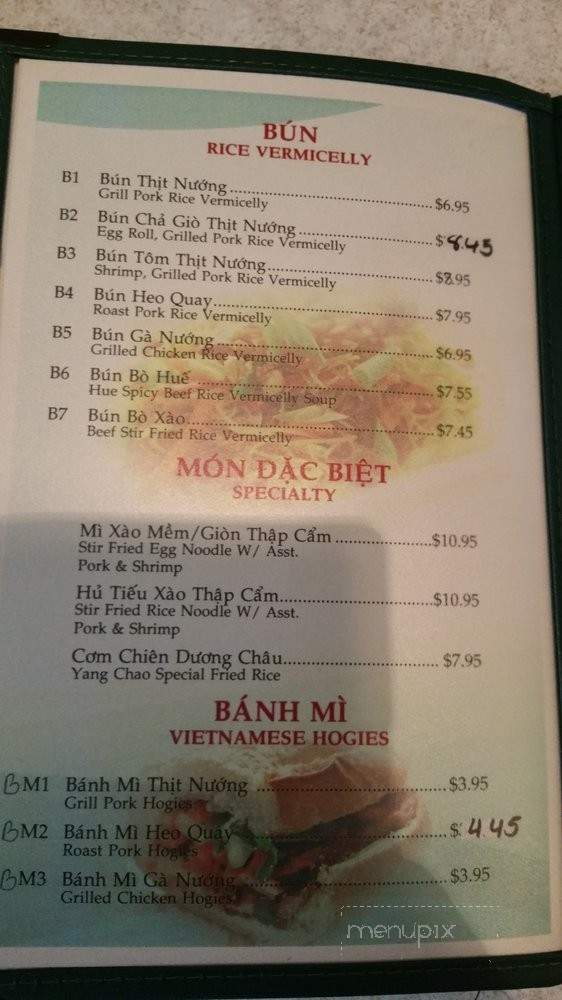 BÚN
RICE VERMICELLY
B1 Bún Thịt Nướng........................................ $6.95
Grill Pork Rice Vermicelly
B2 Bún Chả Giò Thịt Nướng........................... $8.45
Egg Roll, Grilled Pork Rice Vermicelly
B3 Bún Tôm Thịt Nướng................................ $8.95
Shrimp, Grilled Pork Rice Vermicelly
B4 Bún Heo Quay......................................... $7.95
Roast Pork Rice Vermicelly
B5 Bún Gà Nướng........................................ $6.95
Grilled Chicken Rice Vermicelly
B6 Bún Bò Huế ........................................... $7.55
Hue Spicy Beef Rice Vermicelly Soup
B7 Bún Bò Xào............................................. $7.45
Beef Stir Fried Rice Vermicelly
MÓN ĐẶC BIỆT
SPECIALTY
Mì Xào Mềm/Giòn Thập Cẩm ..................$10.95
Stir Fried Egg Noodle W/ Asst.
Pork & Shrimp
Hủ Tiếu Xào Thập Cẩm............................$10.95
Stir Fried Rice Noodle W/ Asst.
Pork & Shrimp
Cơm Chiên Dương Châu............................ $7.95
Yang Chao Special Fried Rice
BÁNH MÌ
VIETNAMESE HOGIES
BM1 Bánh Mì Thịt Nướng .................................. $3.95
Grill Pork Hogies
BM2 Bánh Mì Heo Quay ................................... $4.45
Roast Pork Hogies
BM3 Bánh Mì Gà Nướng .................................... $3.95
Grilled Chicken Hogies
menupix